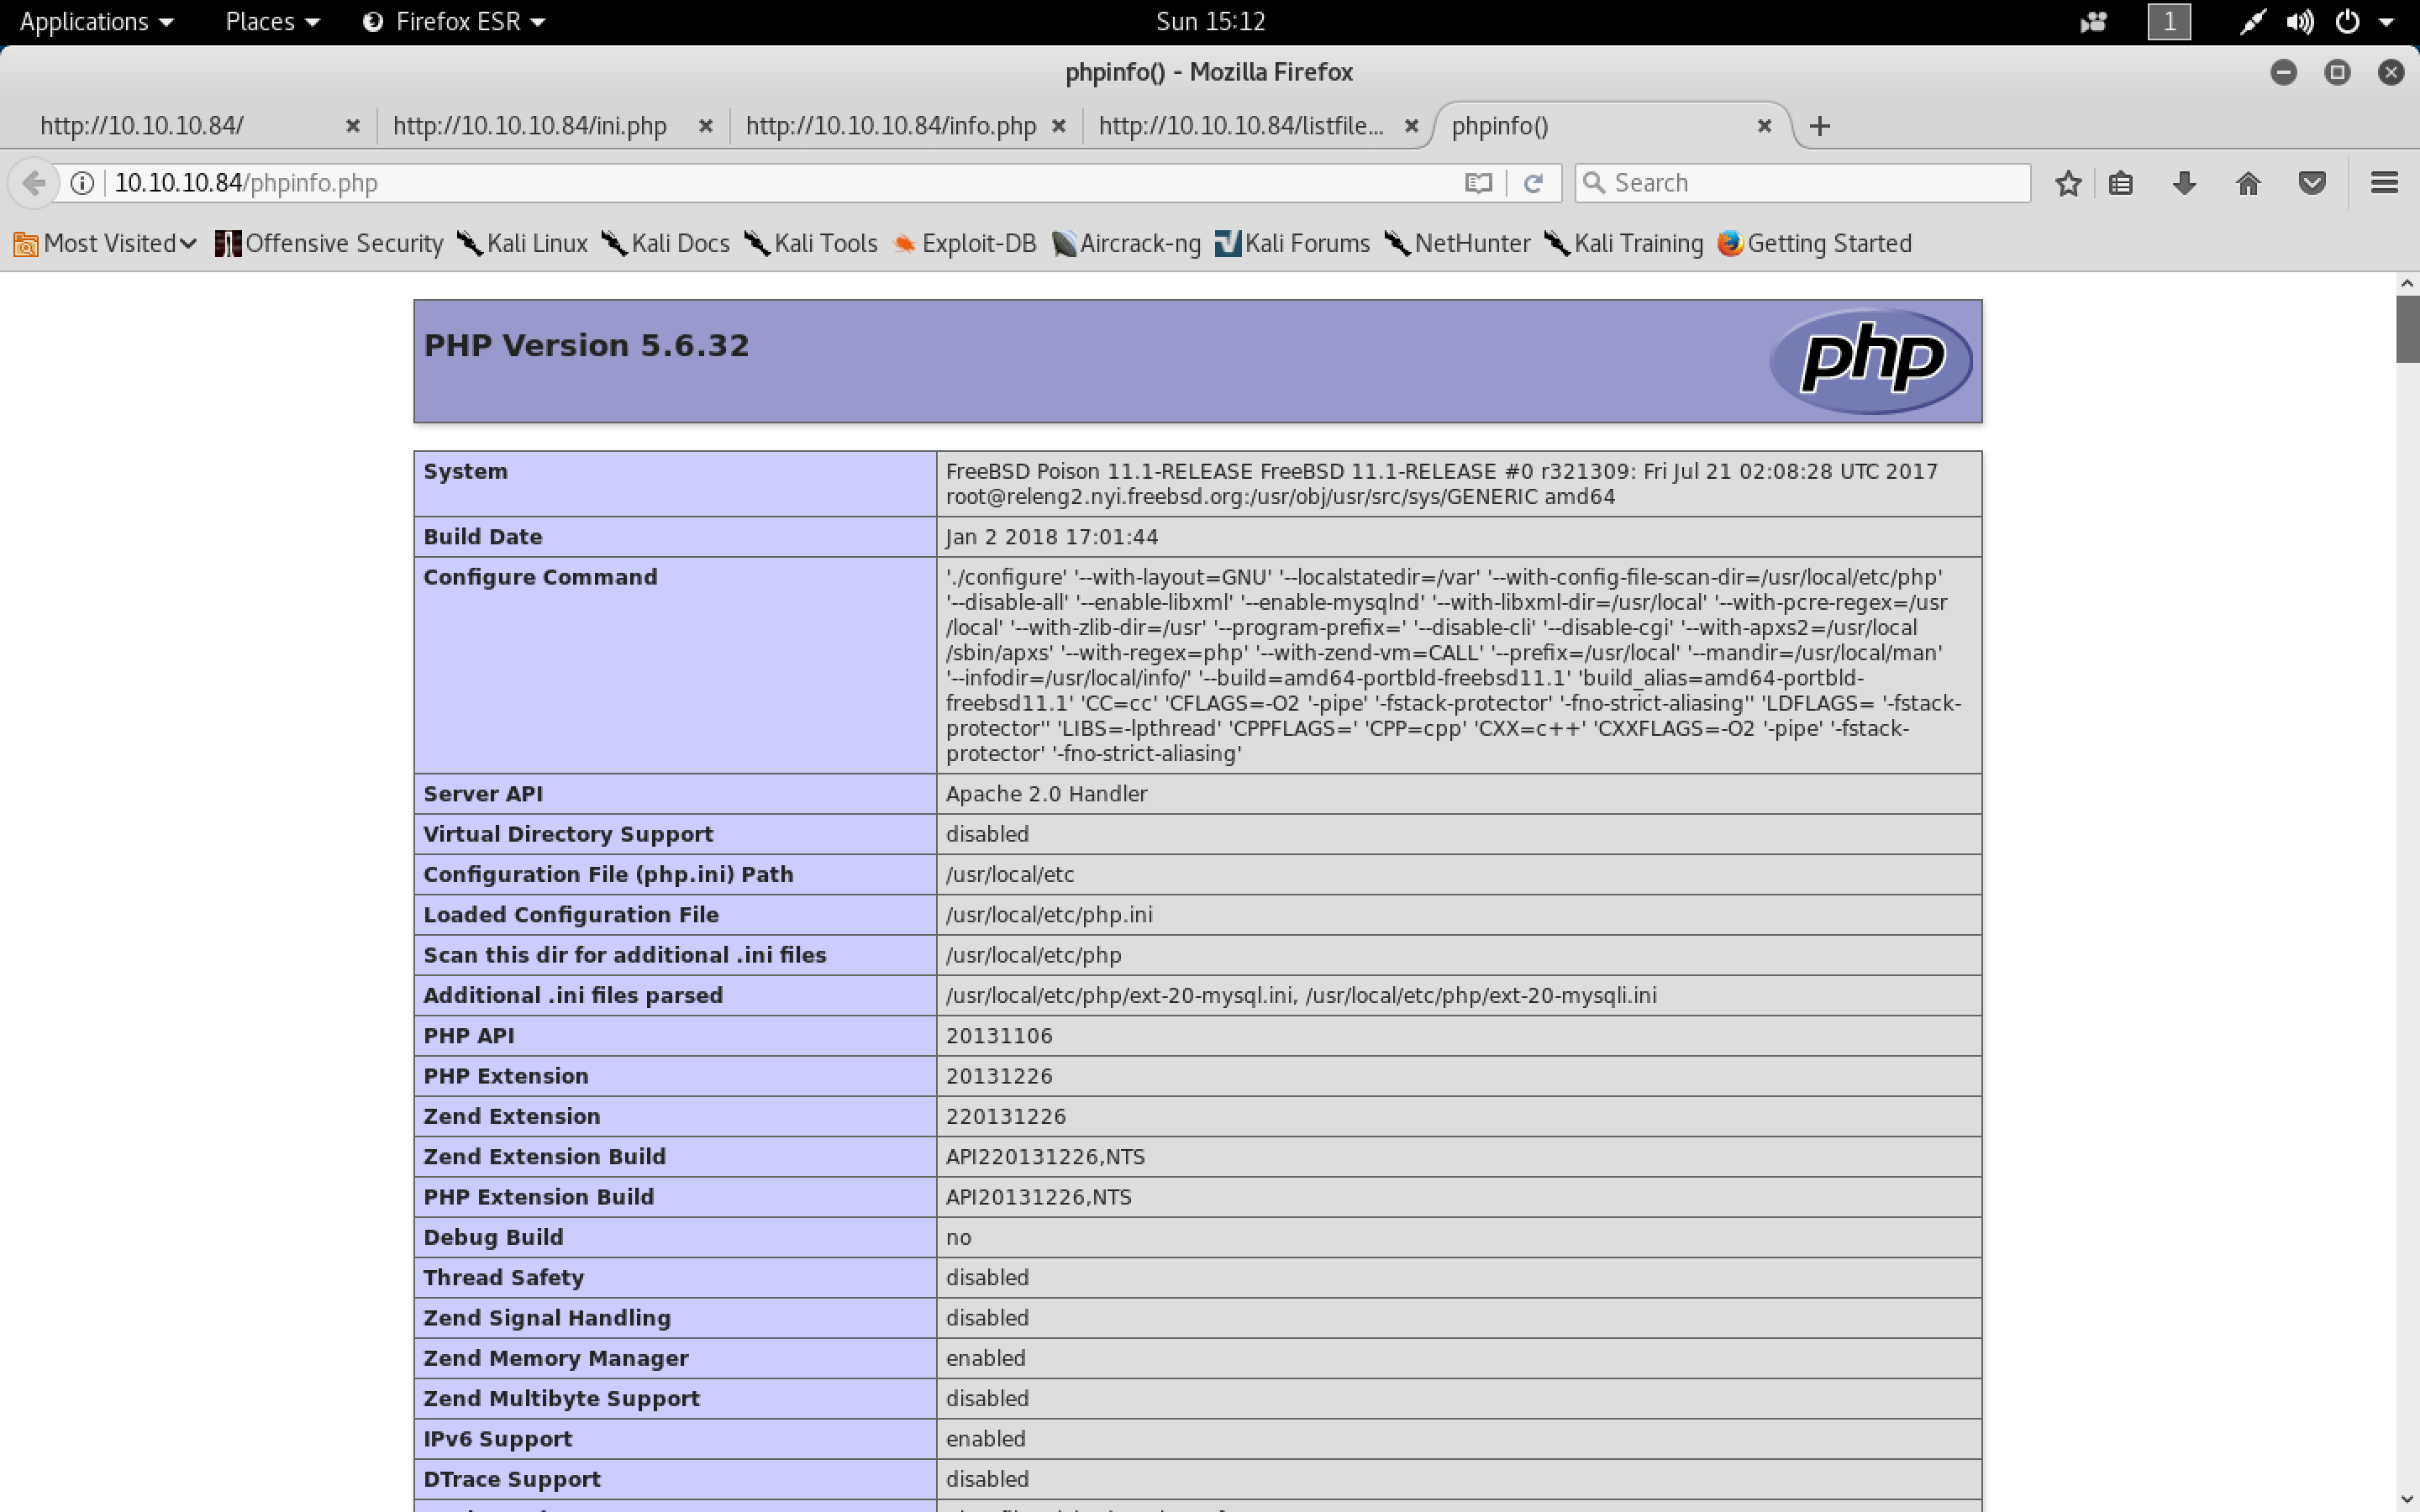 Applications Places Firefox ESR Sun 15:12 1
phpinfo() - Mozilla Firefox
http://10.10.10.84/ http://10.10.10.84/ini.php http://10.10.10.84/info.php http://10.10.10.84/listfile... phpinfo()
10.10.10.84/phpinfo.php Search
Most Visited Offensive Security Kali Linux Kali Docs Kali Tools Exploit-DB Aircrack-ng Kali Forums NetHunter Kali Training Getting Started
PHP Version 5.6.32
php
System FreeBSD Poison 11.1-RELEASE FreeBSD 11.1-RELEASE #0 r321309: Fri Jul 21 02:08:28 UTC 2017
root@releng2.nyi.freebsd.org:/usr/obj/usr/src/sys/GENERIC amd64
Build Date Jan 2 2018 17:01:44
Configure Command './configure' '--with-layout=GNU' '--localstatedir=/var' '--with-config-file-scan-dir=/usr/local/etc/php'
'--disable-all' '--enable-libxml' '--enable-mysqlnd' '--with-libxml-dir=/usr/local' '--with-pcre-regex=/usr
/local' '--with-zlib-dir=/usr' '--program-prefix=' '--disable-cli' '--disable-cgi' '--with-apxs2=/usr/local
/sbin/apxs' '--with-regex=php' '--with-zend-vm=CALL' '--prefix=/usr/local' '--mandir=/usr/local/man'
'--infodir=/usr/local/info/' '--build=amd64-portbld-freebsd11.1' 'build_alias=amd64-portbld-
freebsd11.1' 'CC=cc' 'CFLAGS=-O2 '-pipe' '-fstack-protector' '-fno-strict-aliasing'' 'LDFLAGS= '-fstack-
protector'' 'LIBS=-lpthread' 'CPPFLAGS=' 'CPP=cpp' 'CXX=c++' 'CXXFLAGS=-O2 '-pipe' '-fstack-
protector' '-fno-strict-aliasing'
Server API Apache 2.0 Handler
Virtual Directory Support disabled
Configuration File (php.ini) Path /usr/local/etc
Loaded Configuration File /usr/local/etc/php.ini
Scan this dir for additional .ini files /usr/local/etc/php
Additional .ini files parsed /usr/local/etc/php/ext-20-mysql.ini, /usr/local/etc/php/ext-20-mysqli.ini
PHP API 20131106
PHP Extension 20131226
Zend Extension 220131226
Zend Extension Build API220131226,NTS
PHP Extension Build API20131226,NTS
Debug Build no
Thread Safety disabled
Zend Signal Handling disabled
Zend Memory Manager enabled
Zend Multibyte Support disabled
IPv6 Support enabled
DTrace Support disabled